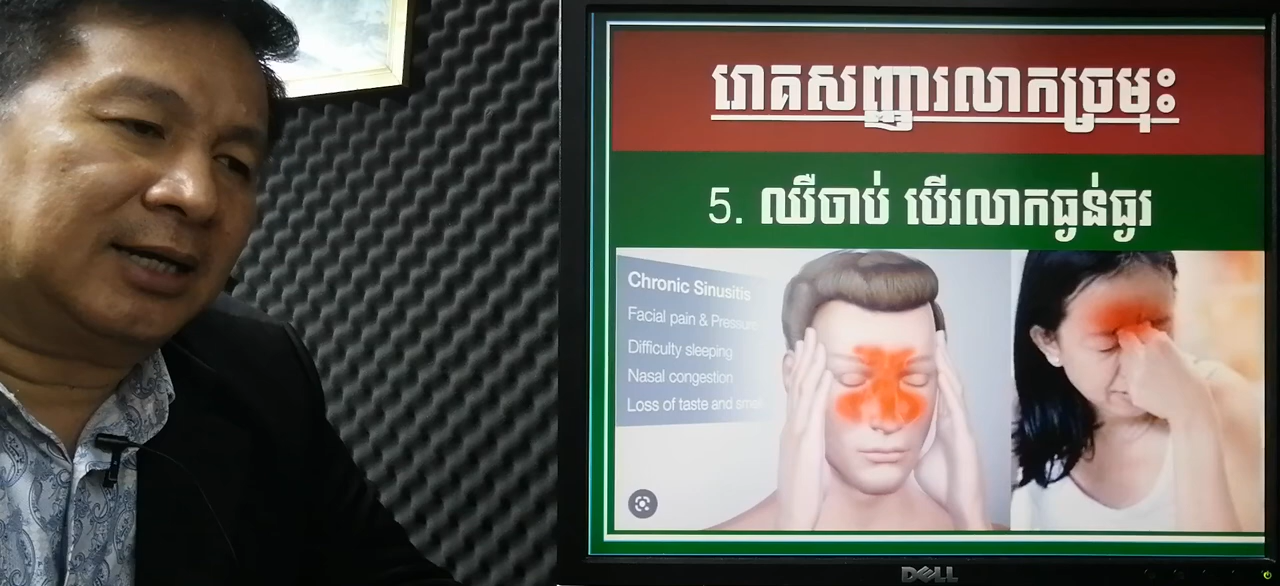 រោគសញ្ញារលាកច្រមុះ
5. ឈឺចាប់ បើរលាកធ្ងន់ធ្ងរ
Chronic Sinusitis
Facial pain & Pressure
Difficulty sleeping
Nasal congestion
Loss of taste and smell
DELL